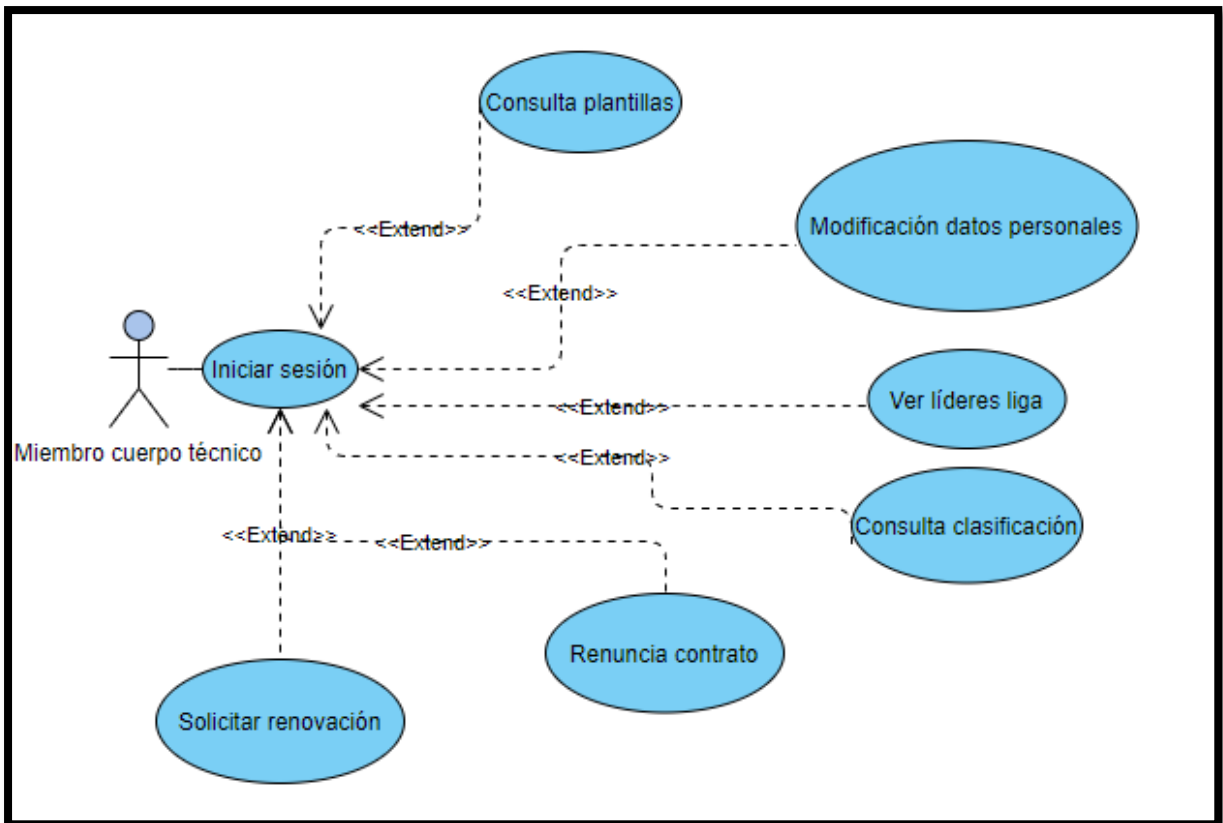 Consulta plantillas
<<Extend>>
Modificación datos personales
<<Extend>>
Iniciar sesión
Ver líderes liga
<<Extend>>
Miembro cuerpo técnico
<<Extend>>
Consulta clasificación
<<Extend>>
<<Extend>>
Renuncia contrato
Solicitar renovación